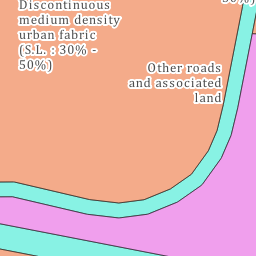 Discontinuous
medium density
urban fabric
(S.L. : 30% -
50%)
Other roads
and associated
land